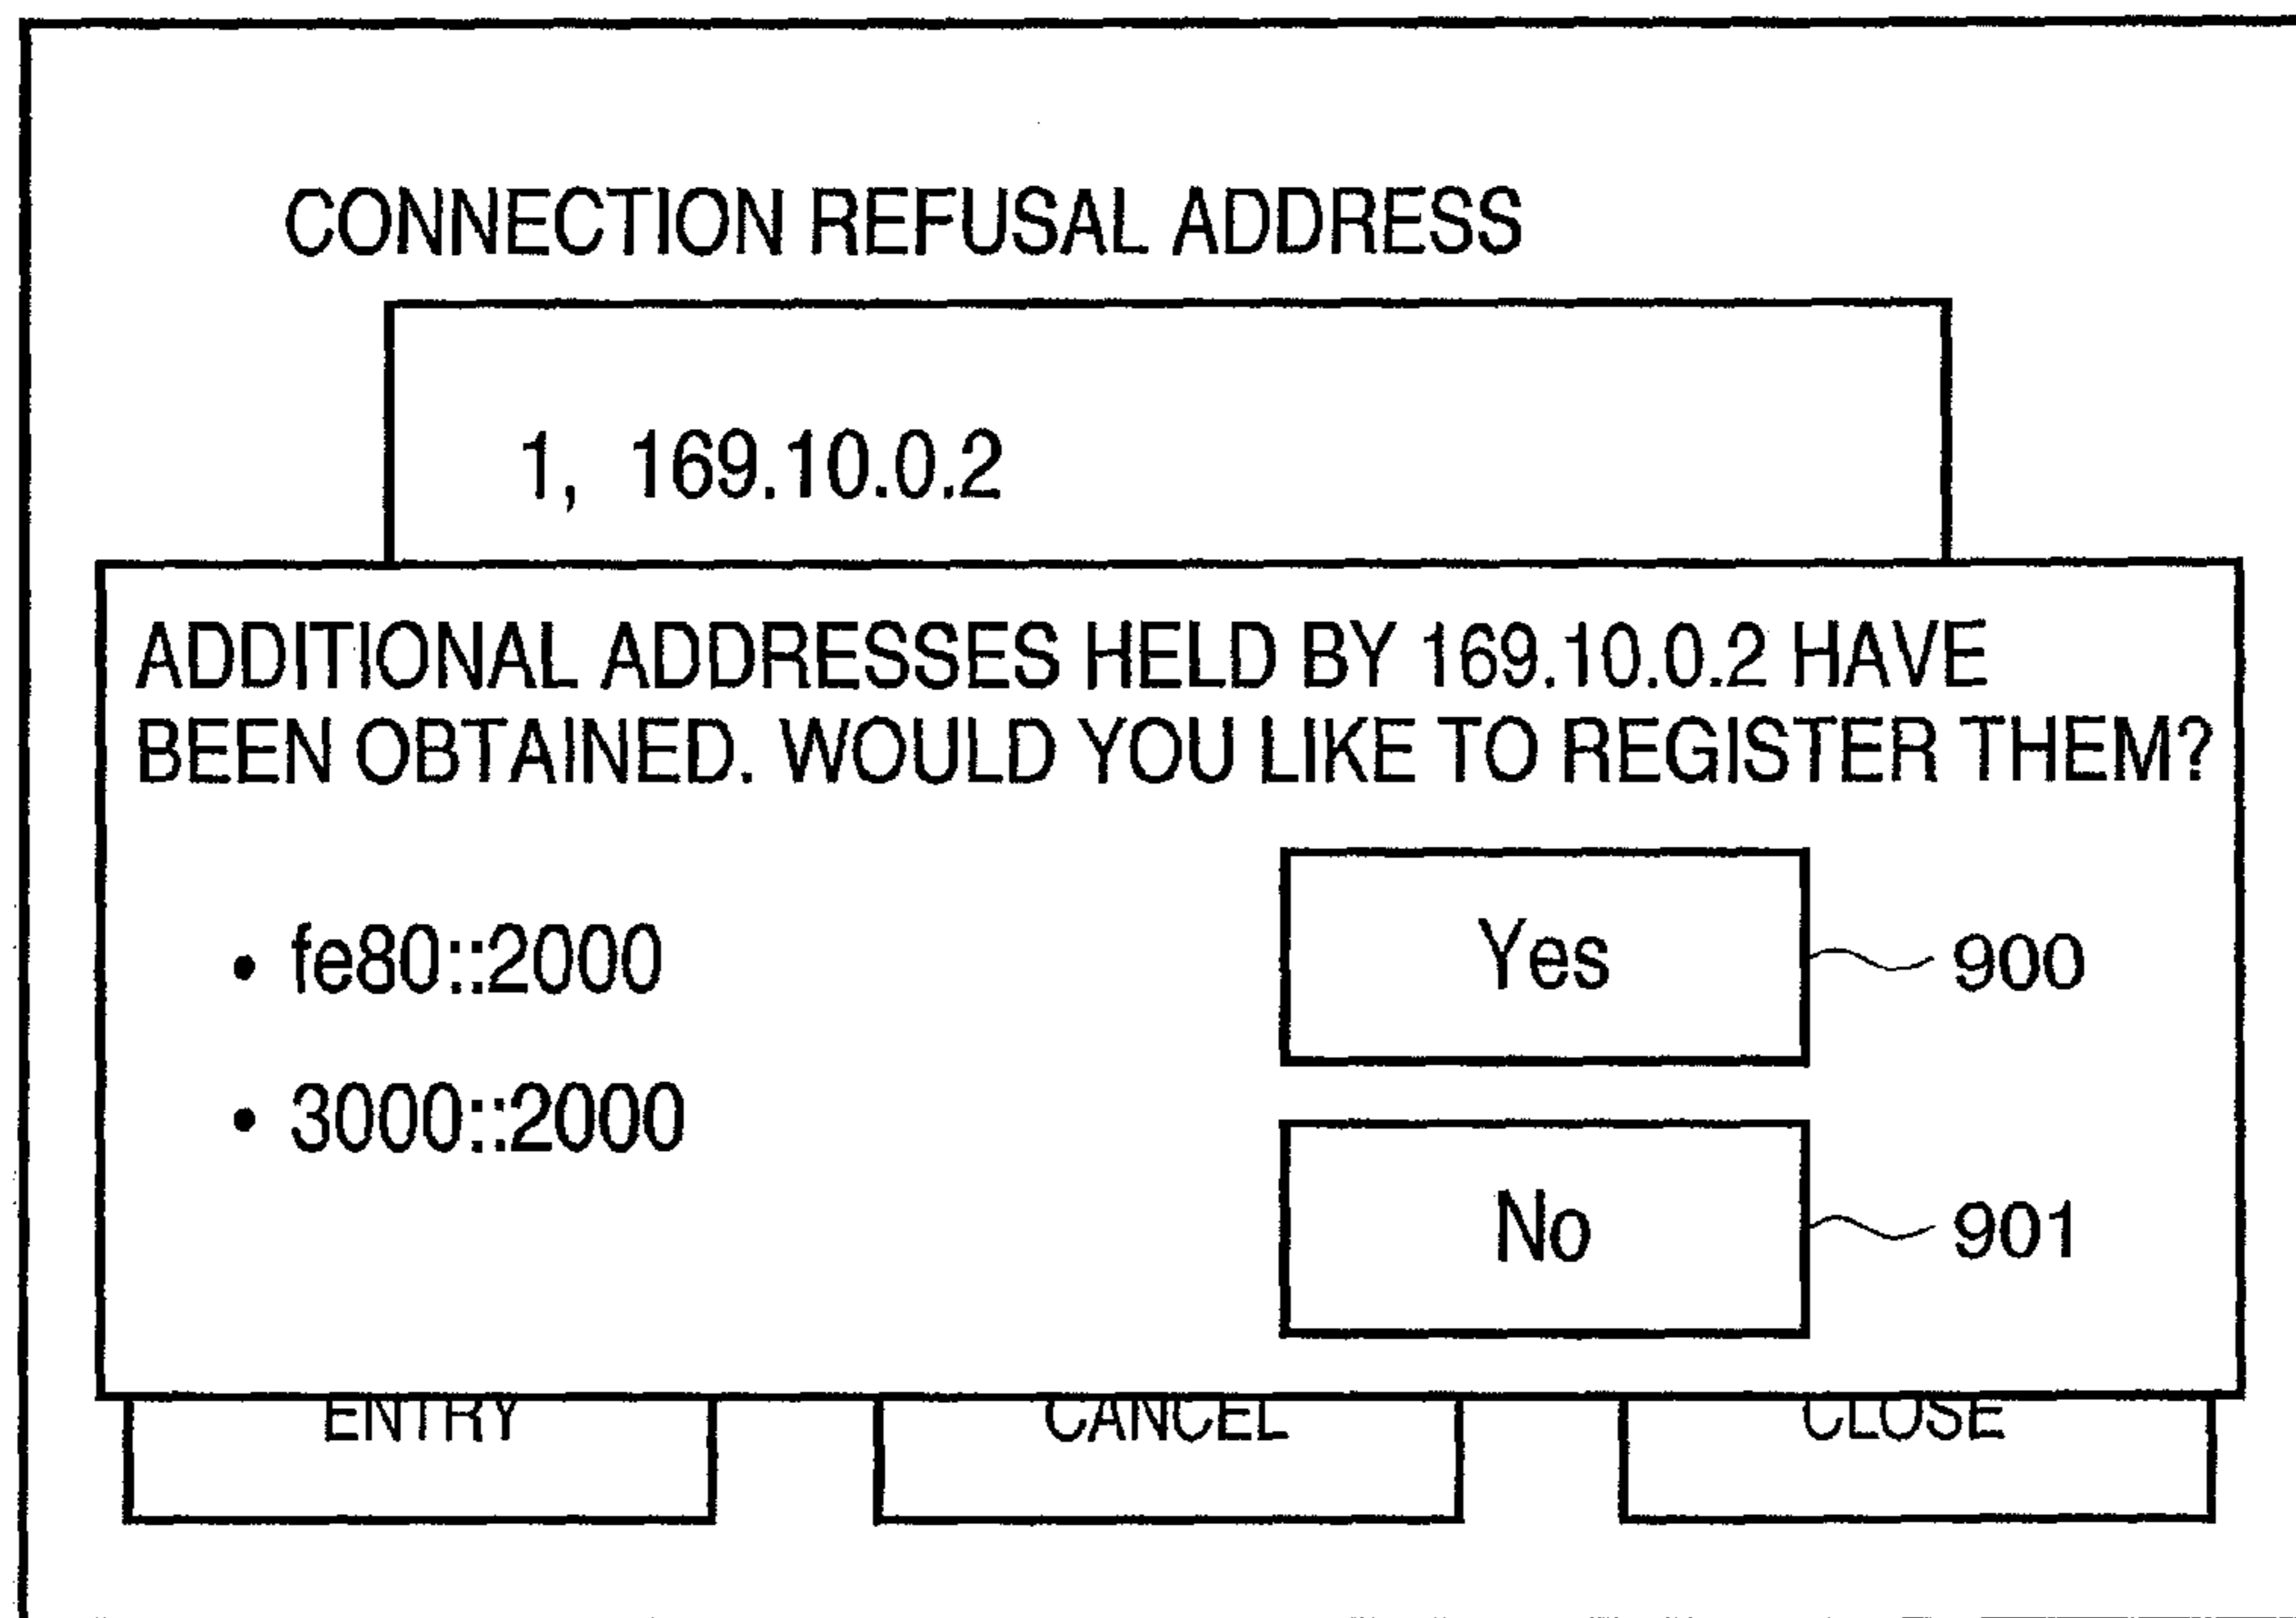 CONNECTION REFUSAL ADDRESS
1, 169.10.0.2
ADDITIONAL ADDRESSES HELD BY 169.10.0.2 HAVE
BEEN OBTAINED. WOULD YOU LIKE TO REGISTER THEM?
• fe80::2000
Yes
900
• 3000::2000
No
901
ENTRY
CANCEL
CLOSE